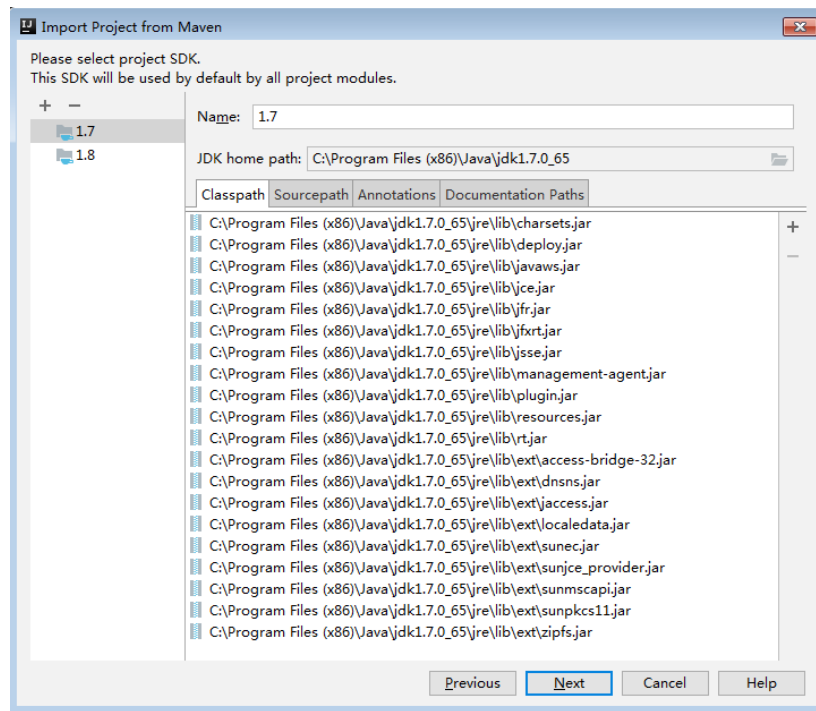 Import Project from Maven
Please select project SDK.
This SDK will be used by default by all project modules.
1.7
1.8
Name: 1.7
JDK home path: C:\Program Files (x86)\Java\jdk1.7.0_65
Classpath Sourcepath Annotations Documentation Paths
C:\Program Files (x86)\Java\jdk1.7.0_65\jre\lib\charsets.jar
C:\Program Files (x86)\Java\jdk1.7.0_65\jre\lib\deploy.jar
C:\Program Files (x86)\Java\jdk1.7.0_65\jre\lib\javaws.jar
C:\Program Files (x86)\Java\jdk1.7.0_65\jre\lib\jce.jar
C:\Program Files (x86)\Java\jdk1.7.0_65\jre\lib\jfr.jar
C:\Program Files (x86)\Java\jdk1.7.0_65\jre\lib\jfxrt.jar
C:\Program Files (x86)\Java\jdk1.7.0_65\jre\lib\jsse.jar
C:\Program Files (x86)\Java\jdk1.7.0_65\jre\lib\management-agent.jar
C:\Program Files (x86)\Java\jdk1.7.0_65\jre\lib\plugin.jar
C:\Program Files (x86)\Java\jdk1.7.0_65\jre\lib\resources.jar
C:\Program Files (x86)\Java\jdk1.7.0_65\jre\lib\rt.jar
C:\Program Files (x86)\Java\jdk1.7.0_65\jre\lib\ext\access-bridge-32.jar
C:\Program Files (x86)\Java\jdk1.7.0_65\jre\lib\ext\dnsns.jar
C:\Program Files (x86)\Java\jdk1.7.0_65\jre\lib\ext\jaccess.jar
C:\Program Files (x86)\Java\jdk1.7.0_65\jre\lib\ext\localedata.jar
C:\Program Files (x86)\Java\jdk1.7.0_65\jre\lib\ext\sunec.jar
C:\Program Files (x86)\Java\jdk1.7.0_65\jre\lib\ext\sunjce_provider.jar
C:\Program Files (x86)\Java\jdk1.7.0_65\jre\lib\ext\sunmscapi.jar
C:\Program Files (x86)\Java\jdk1.7.0_65\jre\lib\ext\sunpkcs11.jar
C:\Program Files (x86)\Java\jdk1.7.0_65\jre\lib\ext\zipfs.jar
Previous Next Cancel Help